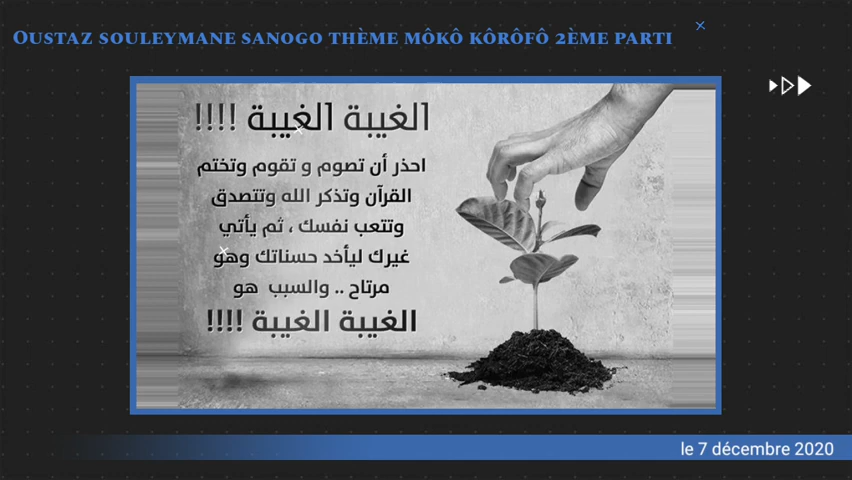 Oustaz souleymane sanogo thème môkô kôrôfô 2ème parti
الغيبة الغيبة !!!!
احذر أن تصوم و تقوم وتختم
القرآن وتذكر الله وتتصدق
وتتعب نفسك ، ثم يأتي
غيرك ليأخد حسناتك وهو
مرتاح .. والسبب هو
الغيبة الغيبة !!!!
le 7 décembre 2020